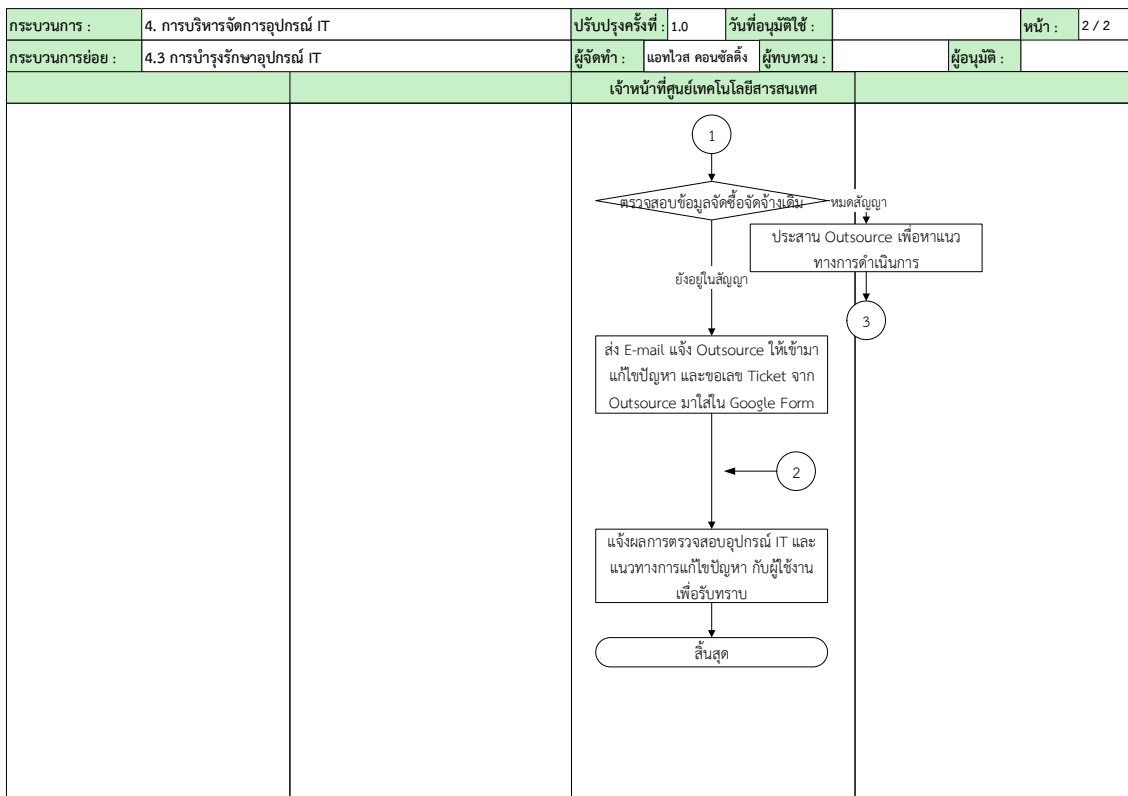 กระบวนการ : 4. การบริหารจัดการอุปกรณ์ IT ปรับปรุงครั้งที่ : 1.0 วันที่อนุมัติใช้ : หน้า : 2 / 2
กระบวนการย่อย : 4.3 การบำรุงรักษาอุปกรณ์ IT ผู้จัดทำ : แอทไวส คอนซัลติ้ง ผู้ทบทวน : ผู้อนุมัติ :
เจ้าหน้าที่ศูนย์เทคโนโลยีสารสนเทศ
1
ตรวจสอบข้อมูลจัดซื้อจัดจ้างเดิม หมดสัญญา
ประสาน Outsource เพื่อหาแนว
ทางการดำเนินการ
ยังอยู่ในสัญญา
3
ส่ง E-mail แจ้ง Outsource ให้เข้ามา
แก้ไขปัญหา และขอเลข Ticket จาก
Outsource มาใส่ใน Google Form
2
แจ้งผลการตรวจสอบอุปกรณ์ IT และ
แนวทางการแก้ไขปัญหา กับผู้ใช้งาน
เพื่อรับทราบ
สิ้นสุด